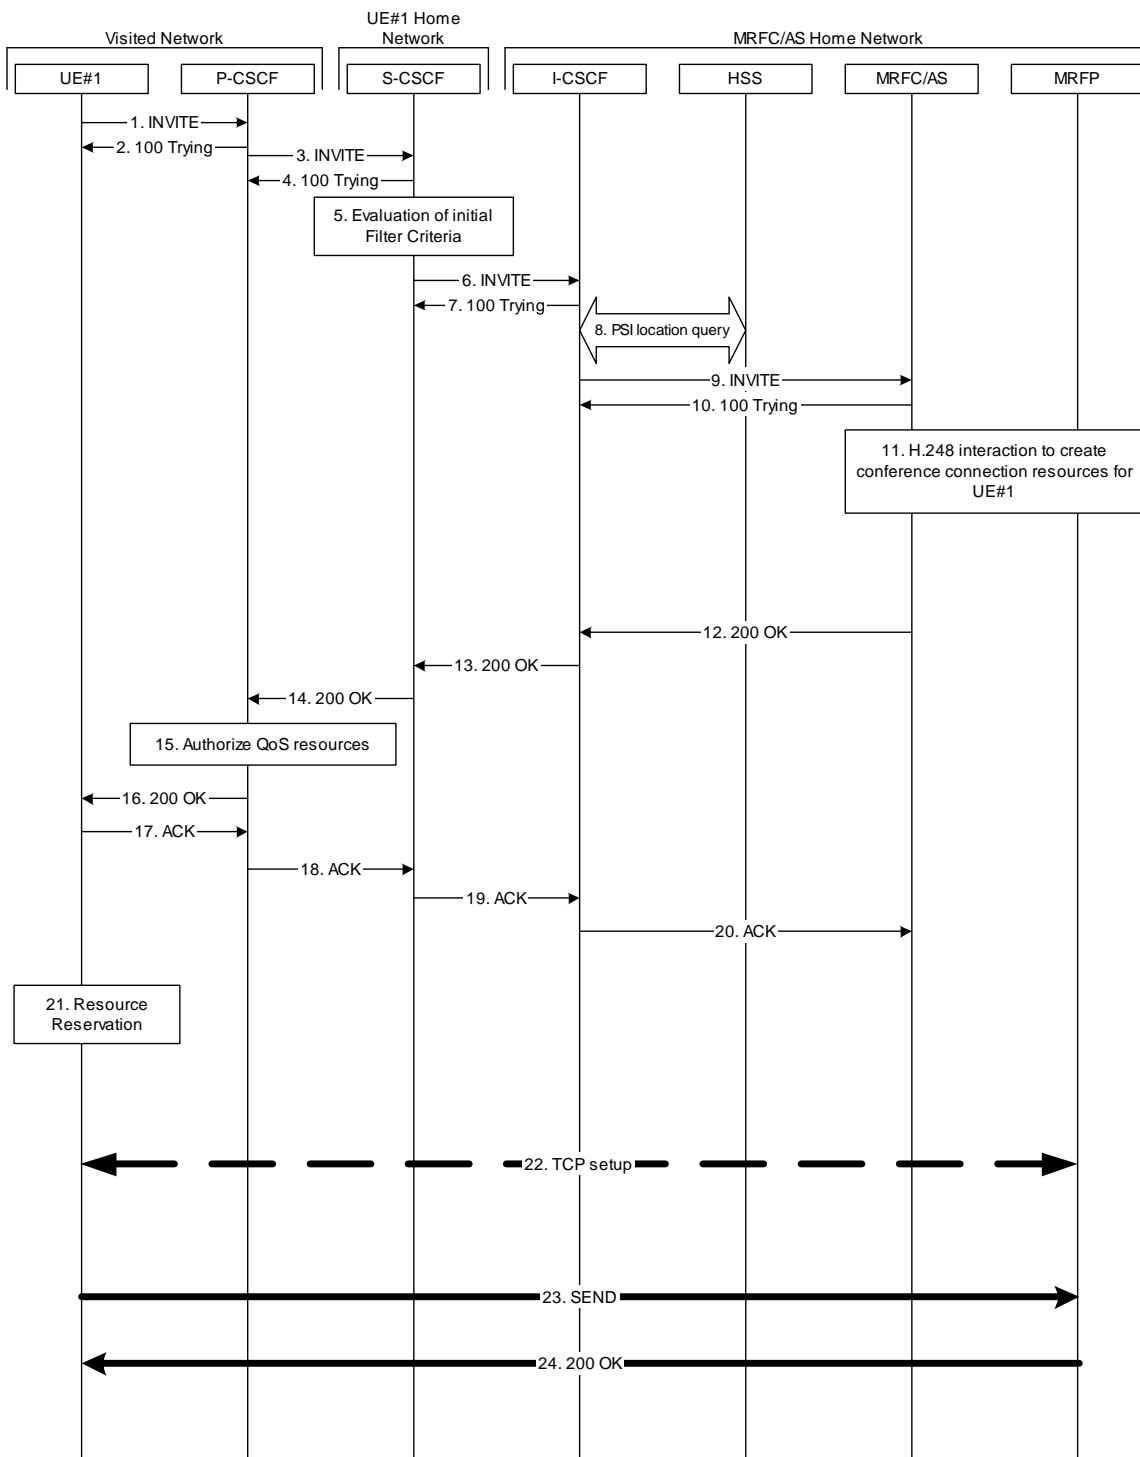 UE#1 Home
Network
Visited Network
MRFC/AS Home Network
UE#1
P-CSCF
S-CSCF
I-CSCF
HSS
MRFC/AS
MRFP
1. INVITE
2. 100 Trying
3. INVITE
4. 100 Trying
5. Evaluation of initial
Filter Criteria
6. INVITE
7. 100 Trying
8. PSI location query
9. INVITE
10. 100 Trying
11. H.248 interaction to create
conference connection resources for
UE#1
12. 200 OK
13. 200 OK
14. 200 OK
15. Authorize QoS resources
16. 200 OK
17. ACK
18. ACK
19. ACK
20. ACK
21. Resource
Reservation
22. TCP setup
23. SEND
24. 200 OK